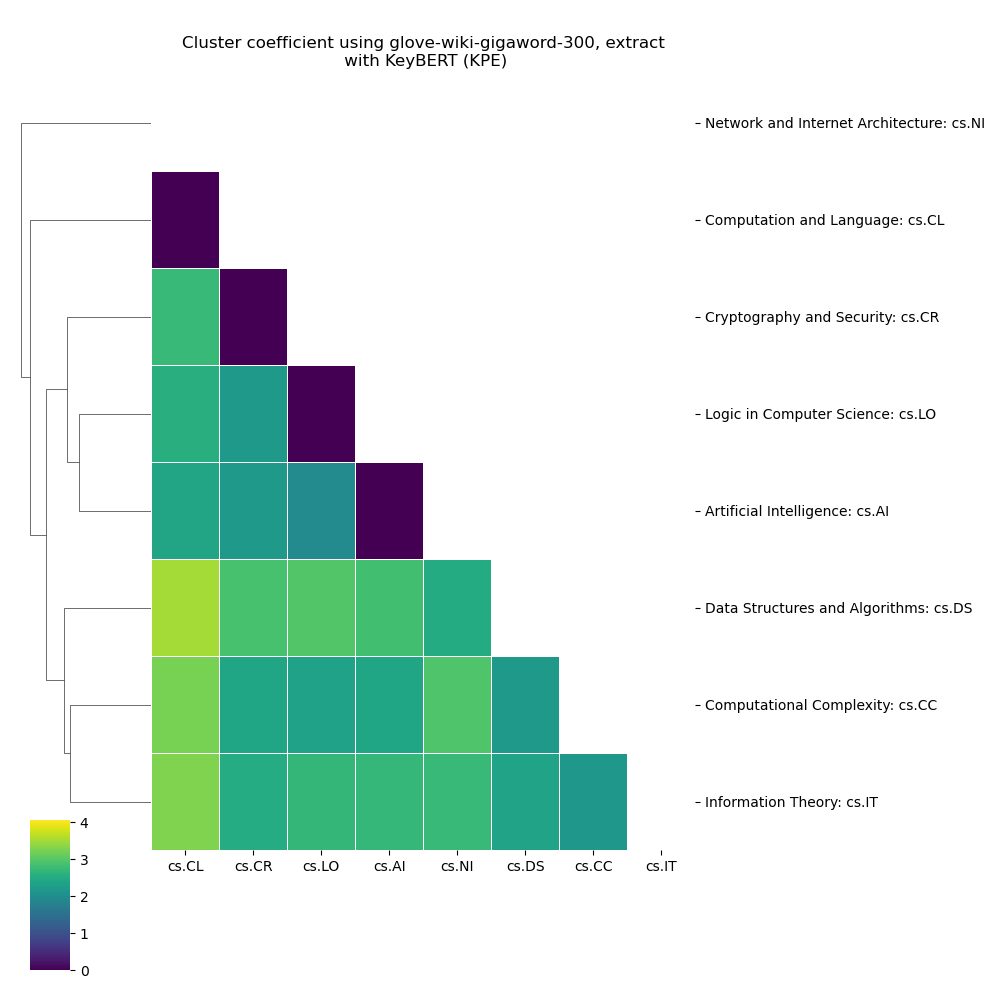 Cluster coefficient using glove-wiki-gigaword-300, extract
with KeyBERT (KPE)
Network and Internet Architecture: cs.NI
Computation and Language: cs.CL
Cryptography and Security: cs.CR
Logic in Computer Science: cs.LO
Artificial Intelligence: cs.AI
Data Structures and Algorithms: cs.DS
Computational Complexity: cs.CC
Information Theory: cs.IT
cs.CL cs.CR cs.LO cs.AI cs.NI cs.DS cs.CC cs.IT
4
3
2
1
0